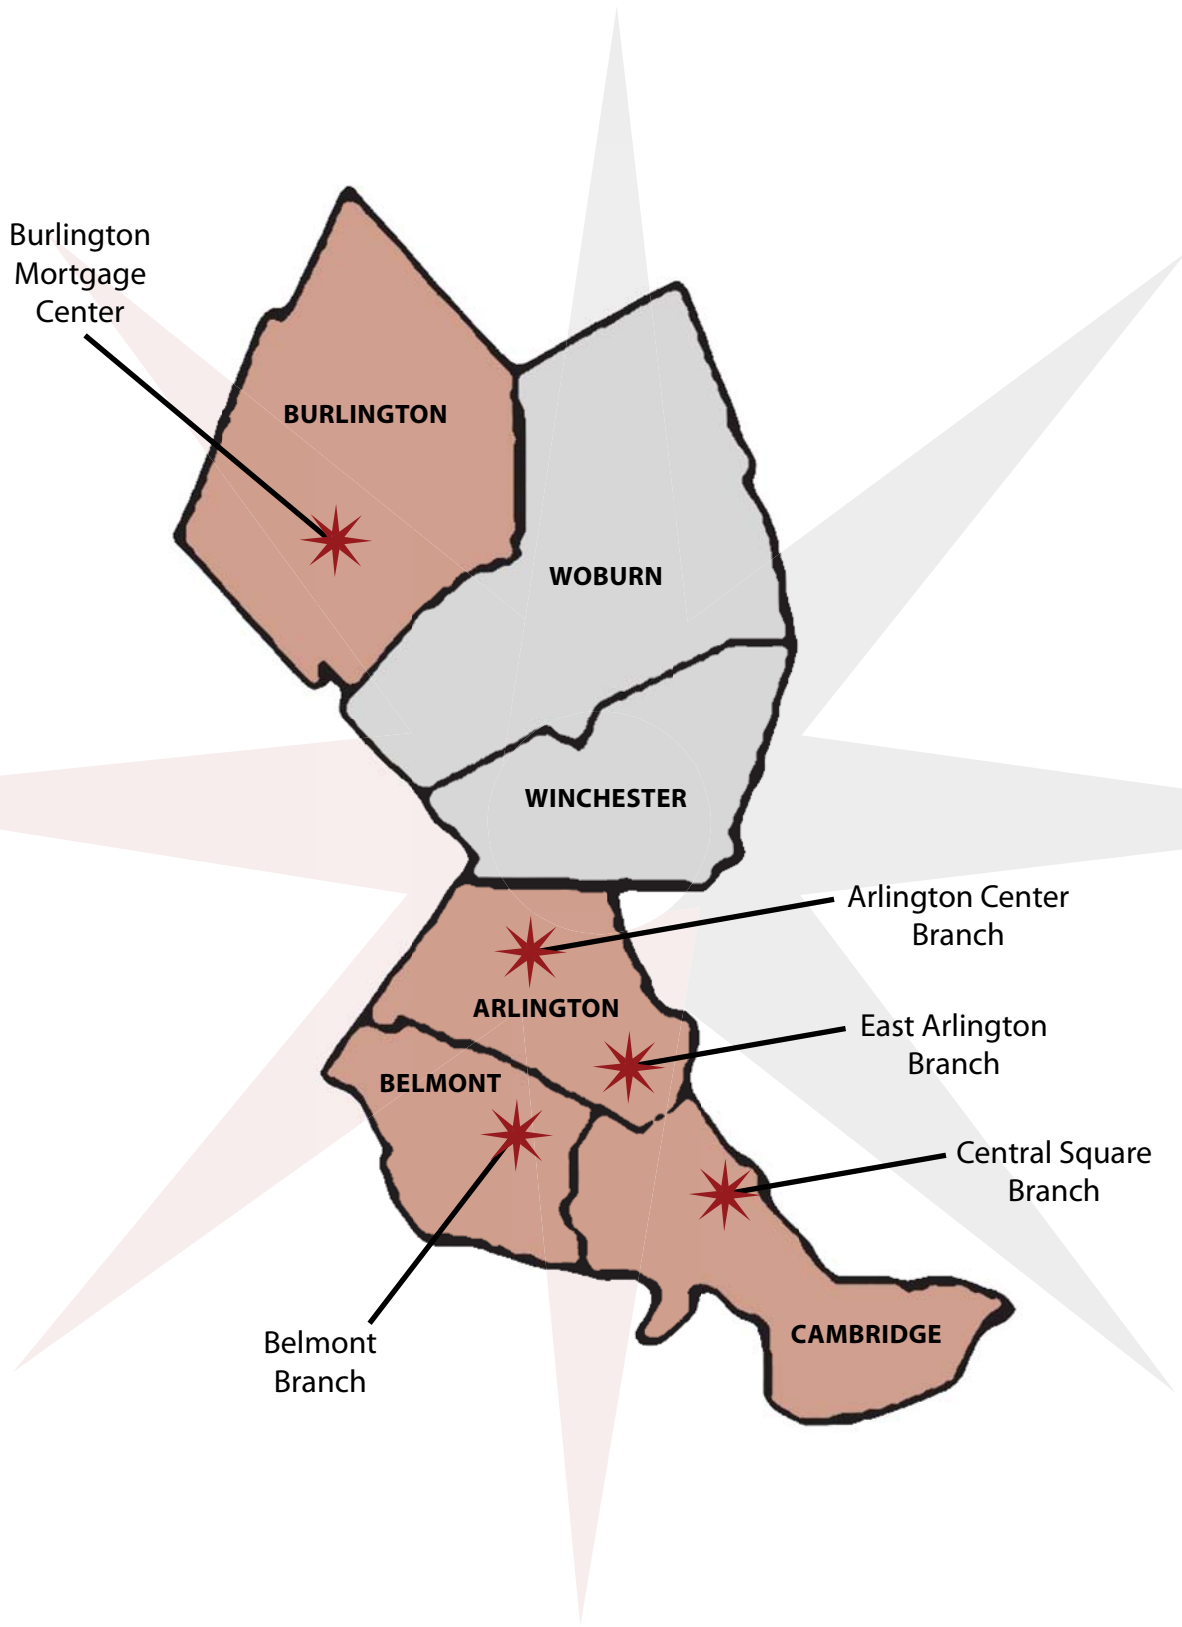 Burlington
Mortgage
Center
BURLINGTON
WOBURN
WINCHESTER
Arlington Center
Branch
ARLINGTON
East Arlington
Branch
BELMONT
Central Square
Branch
Belmont
Branch
CAMBRIDGE